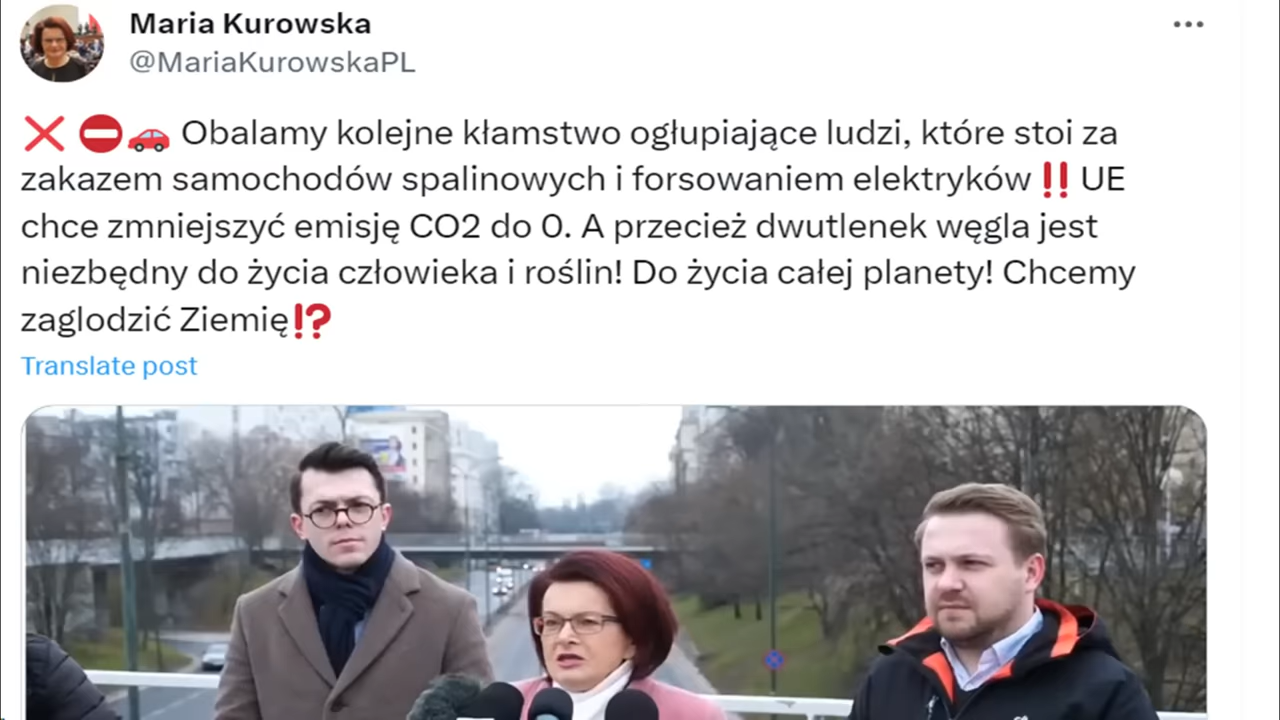 Maria Kurowska
@MariaKurowskaPL
❌ ⛔🚗 Obalamy kolejne kłamstwo ogłupiające ludzi, które stoi za
zakazem samochodów spalinowych i forsowaniem elektryków‼️ UE
chce zmniejszyć emisję CO2 do 0. A przecież dwutlenek węgla jest
niezbędny do życia człowieka i roślin! Do życia całej planety! Chcemy
zaglodzić Ziemię⁉️
Translate post